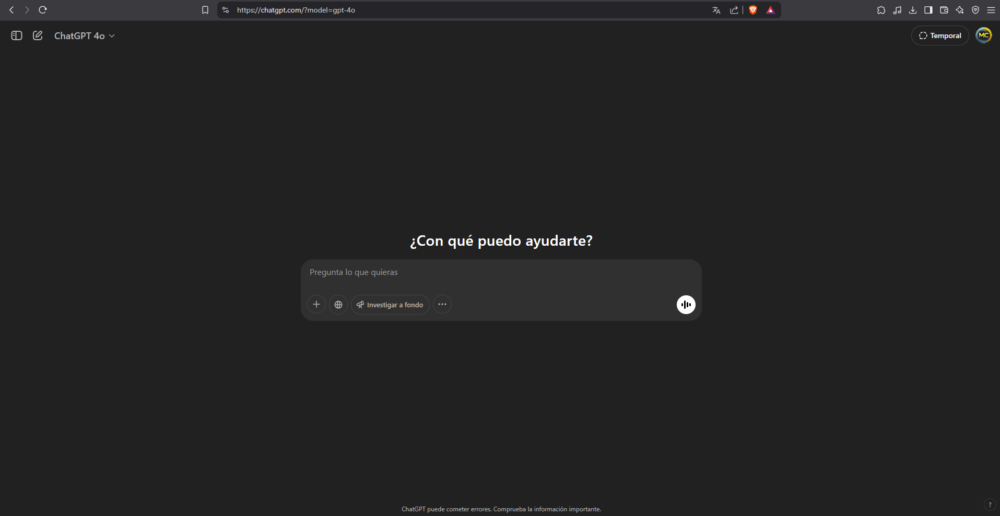 https://chatgpt.com/?model=gpt-4o
ChatGPT 4o
Temporal
MC
¿Con qué puedo ayudarte?
Pregunta lo que quieras
Investigar a fondo
ChatGPT puede cometer errores. Comprueba la información importante.
?